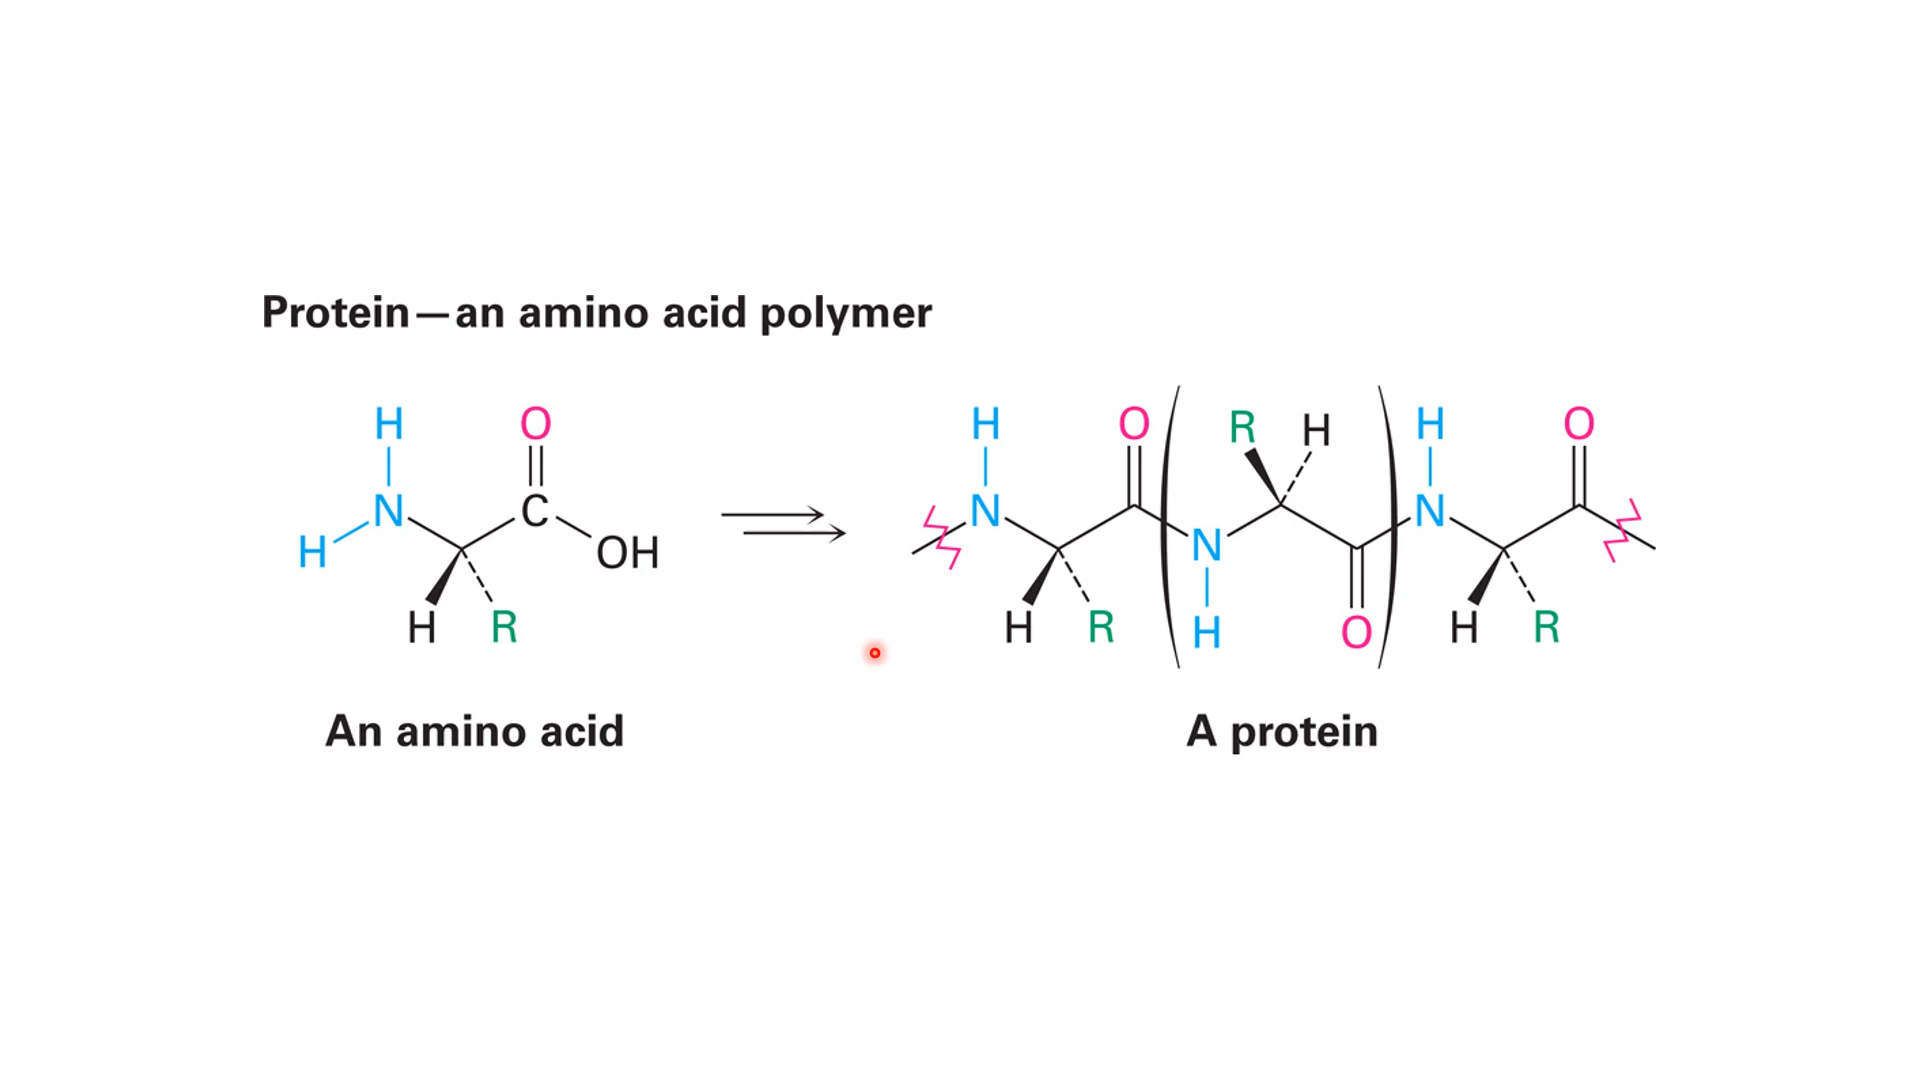 Protein—an amino acid polymer
H O H O R H H O
N C N N
H OH N
H R H R H O H R
An amino acid A protein